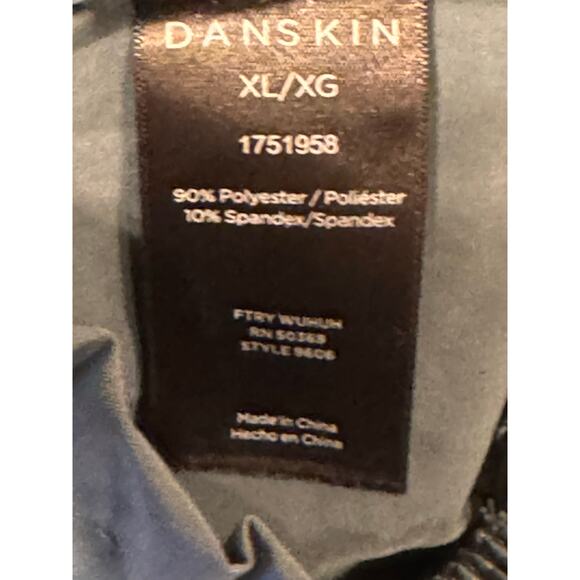 DANSKIN
XL/XG
1751958
90% Polyester / Poliéster
10% Spandex/Spandex
FTRY WUHUH
RN 50369
STYLE 9606
Made in China
Hecho en China